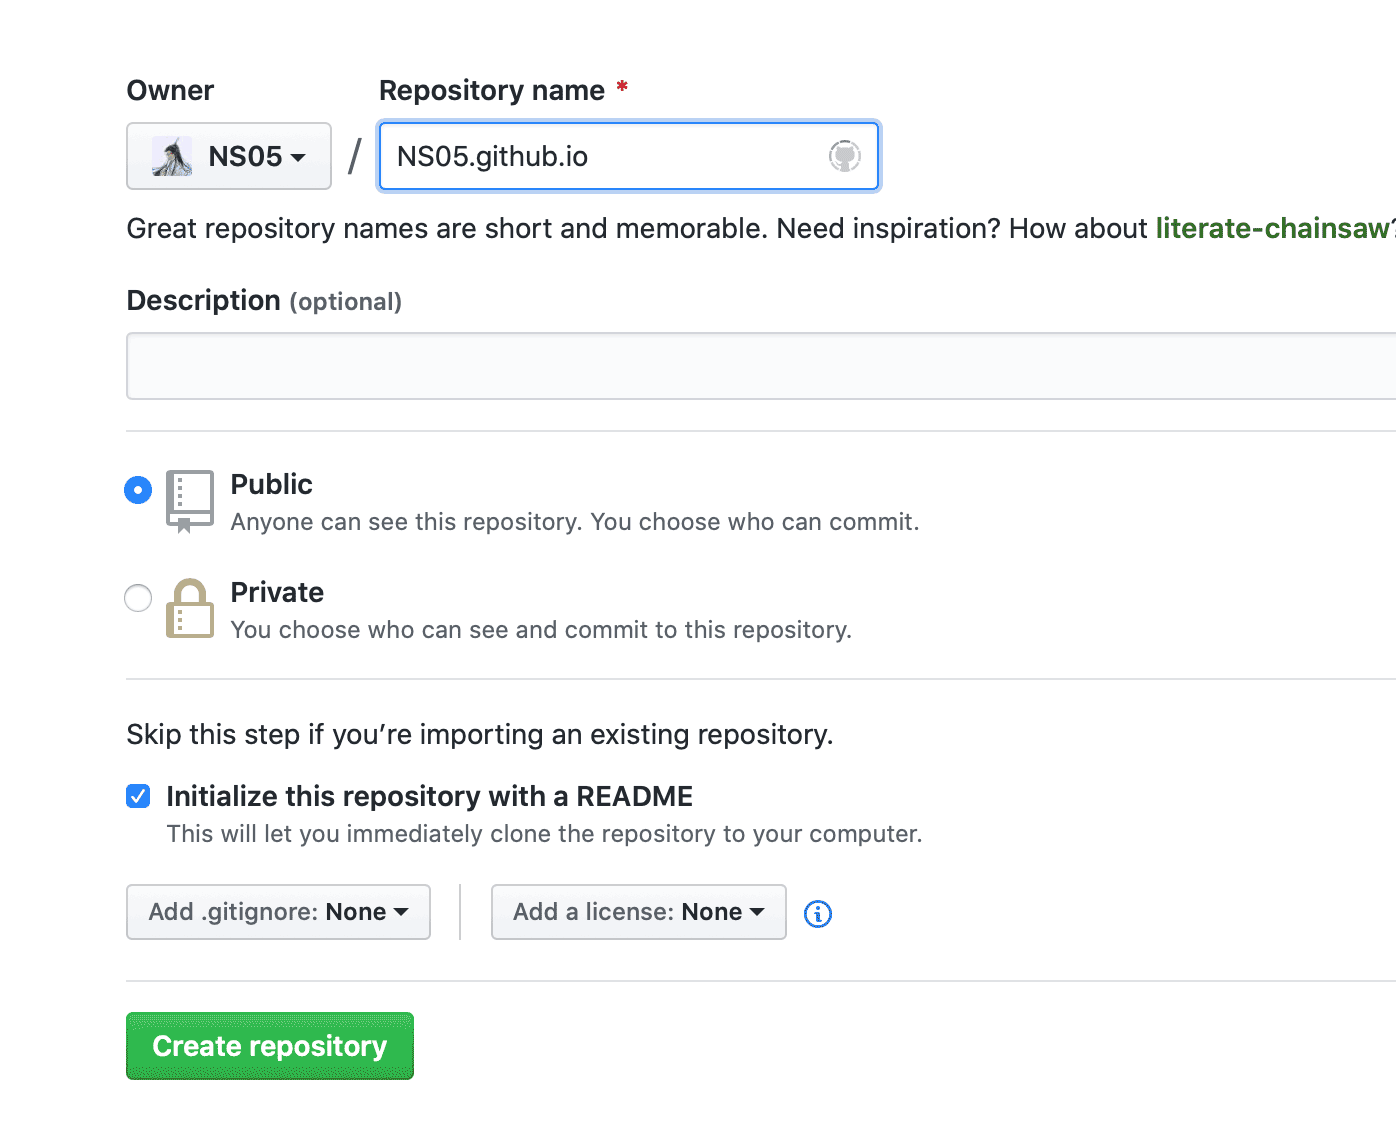 Owner
Repository name *
NS05
/
NS05.github.io
Great repository names are short and memorable. Need inspiration? How about literate-chainsaw?
Description (optional)
Public
Anyone can see this repository. You choose who can commit.
Private
You choose who can see and commit to this repository.
Skip this step if you’re importing an existing repository.
Initialize this repository with a README
This will let you immediately clone the repository to your computer.
Add .gitignore: None
Add a license: None
Create repository